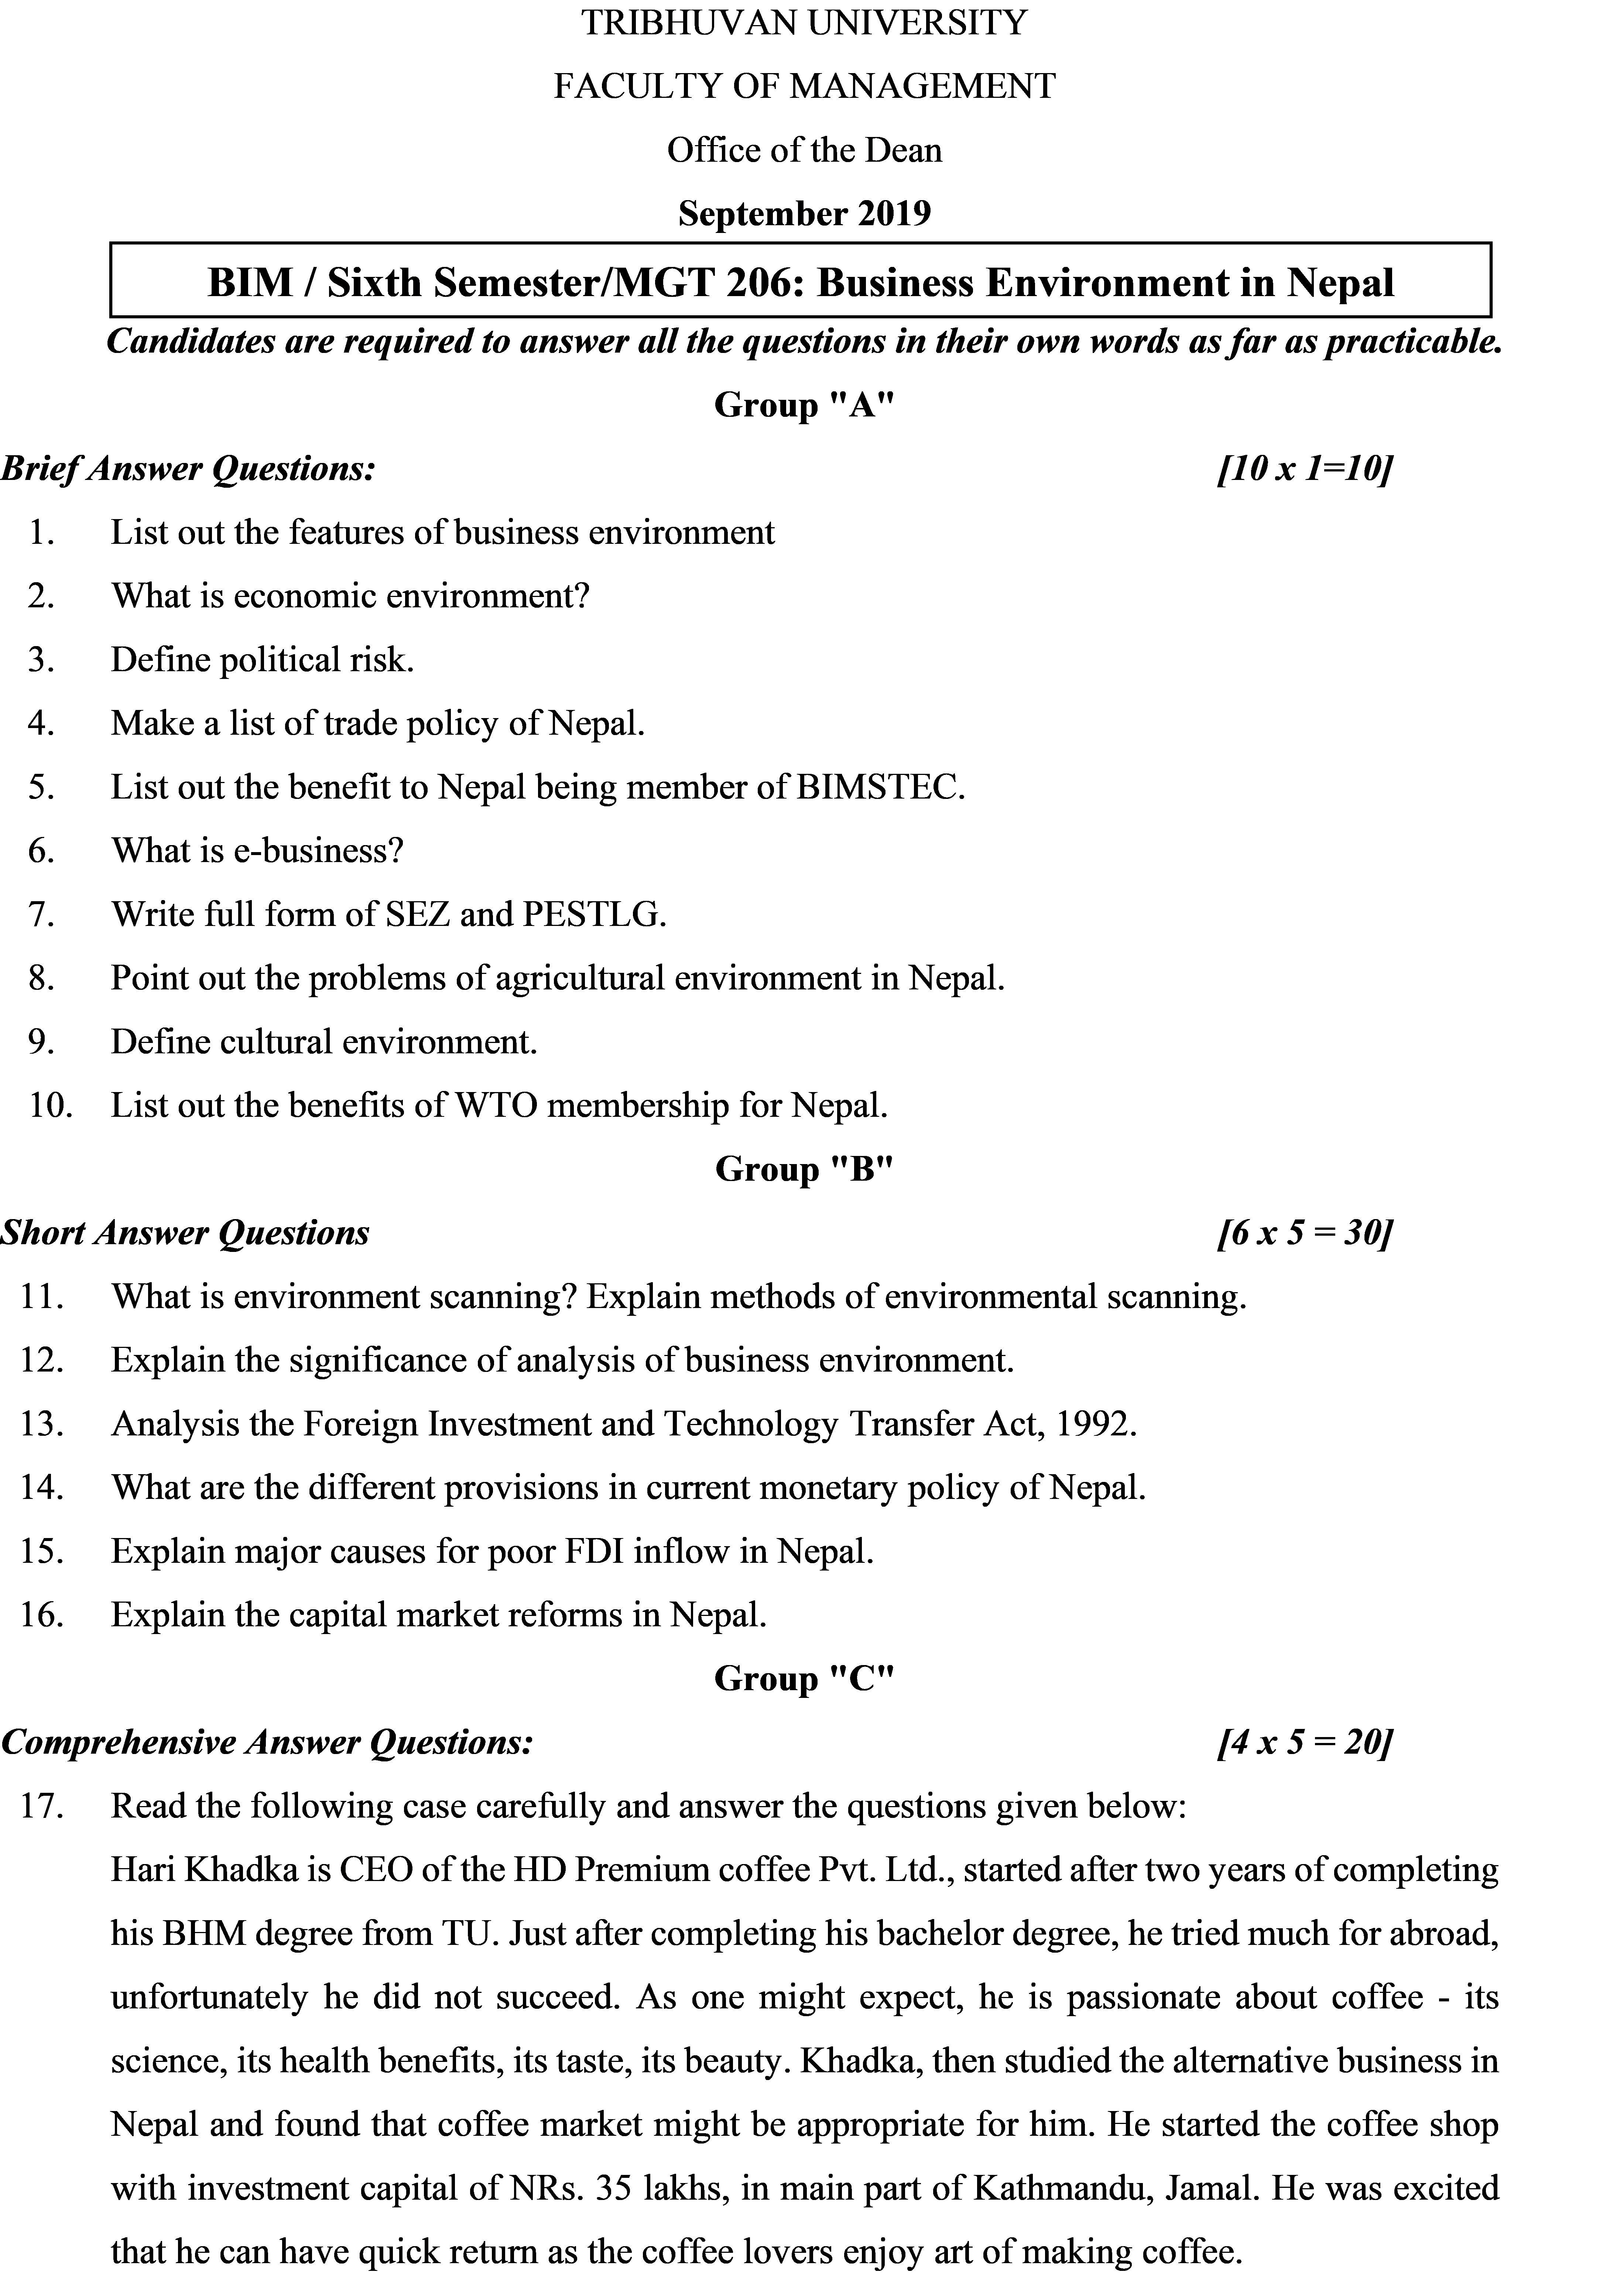 TRIBHUVAN UNIVERSITY
FACULTY OF MANAGEMENT
Office of the Dean
September 2019
BIM / Sixth Semester/MGT 206: Business Environment in Nepal
Candidates are required to answer all the questions in their own words as far as practicable.
Group "A"
Brief Answer Questions: [10 x 1=10]
1. List out the features of business environment
2. What is economic environment?
3. Define political risk.
4. Make a list of trade policy of Nepal.
5. List out the benefit to Nepal being member of BIMSTEC.
6. What is e-business?
7. Write full form of SEZ and PESTLG.
8. Point out the problems of agricultural environment in Nepal.
9. Define cultural environment.
10. List out the benefits of WTO membership for Nepal.
Group "B"
Short Answer Questions [6 x 5 = 30]
11. What is environment scanning? Explain methods of environmental scanning.
12. Explain the significance of analysis of business environment.
13. Analysis the Foreign Investment and Technology Transfer Act, 1992.
14. What are the different provisions in current monetary policy of Nepal.
15. Explain major causes for poor FDI inflow in Nepal.
16. Explain the capital market reforms in Nepal.
Group "C"
Comprehensive Answer Questions: [4 x 5 = 20]
17. Read the following case carefully and answer the questions given below:
Hari Khadka is CEO of the HD Premium coffee Pvt. Ltd., started after two years of completing
his BHM degree from TU. Just after completing his bachelor degree, he tried much for abroad,
unfortunately he did not succeed. As one might expect, he is passionate about coffee - its
science, its health benefits, its taste, its beauty. Khadka, then studied the alternative business in
Nepal and found that coffee market might be appropriate for him. He started the coffee shop
with investment capital of NRs. 35 lakhs, in main part of Kathmandu, Jamal. He was excited
that he can have quick return as the coffee lovers enjoy art of making coffee.